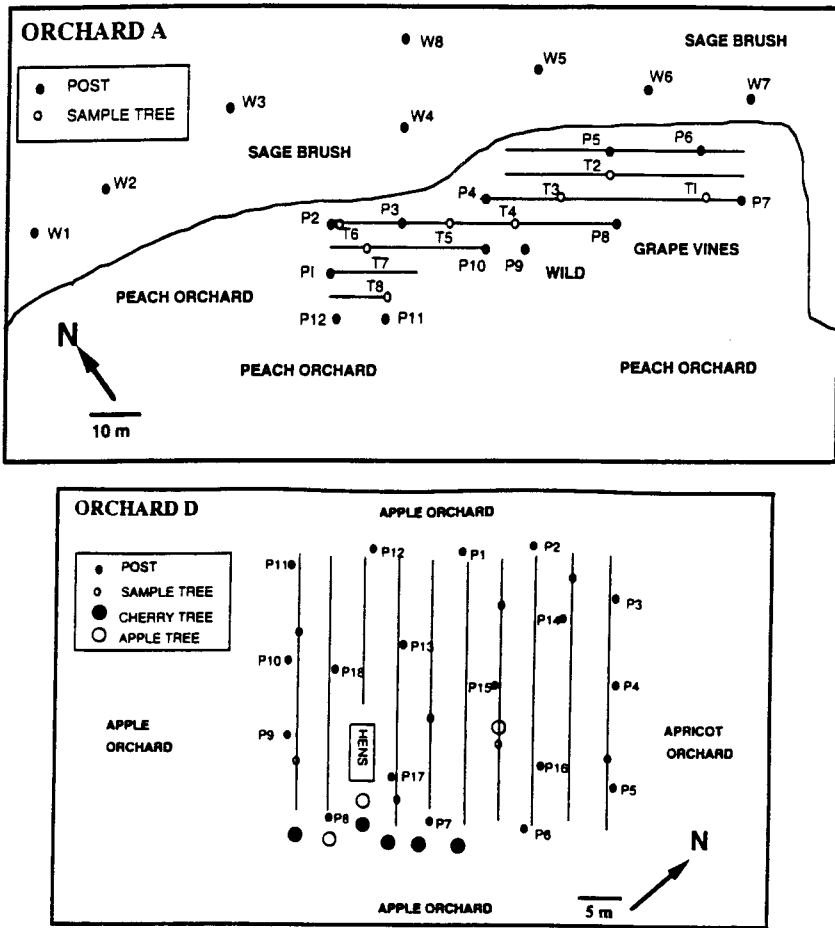 ORCHARD A
POST
SAMPLE TREE
W8
SAGE BRUSH
W5
W6
W7
W3
W4
SAGE BRUSH
P5
P6
W2
T2
P4
T3
T1
P7
W1
P2
P3
T4
P8
T6
T5
GRAPE VINES
P1
T7
P10
P9
WILD
PEACH ORCHARD
T8
P12
P11
N
PEACH ORCHARD
PEACH ORCHARD
10 m
ORCHARD D
APPLE ORCHARD
POST
SAMPLE TREE
CHERRY TREE
APPLE TREE
P11
P12
P1
P2
P3
P14
P13
P10
P18
P15
P4
APPLE
ORCHARD
P9
HENS
APRICOT
ORCHARD
P17
P16
P5
P8
P7
P6
N
5 m
APPLE ORCHARD